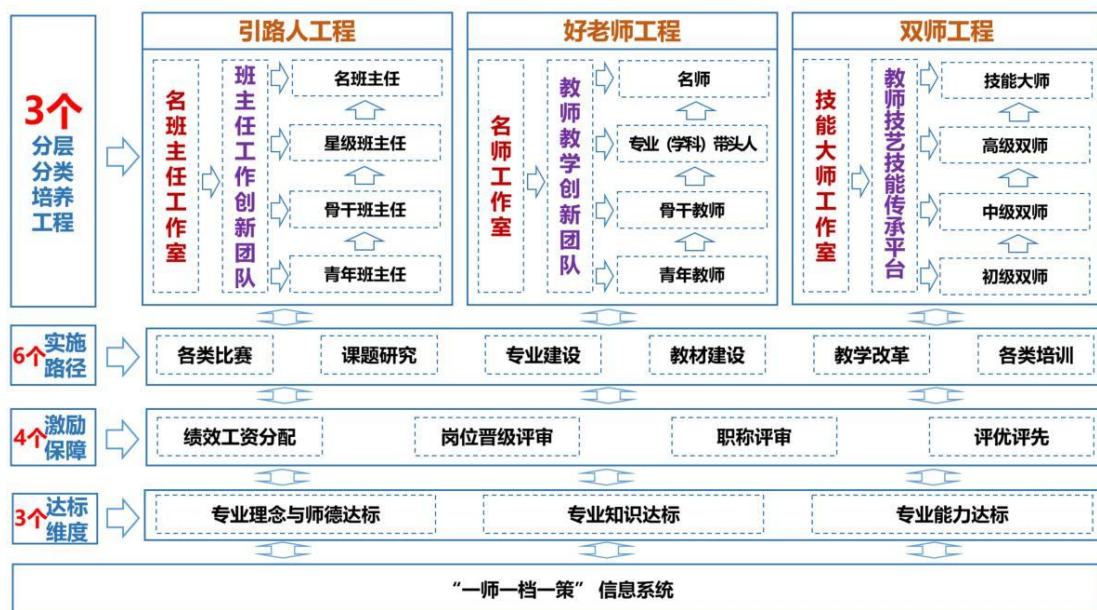 3个
分层
分类
培养
工程
引路人工程
名班主任工作室
班主任工作创新团队
名班主任
星级班主任
骨干班主任
青年班主任
好老师工程
名师工作室
教师教学创新团队
名师
专业（学科）带头人
骨干教师
青年教师
双师工程
技能大师工作室
教师技艺技能传承平台
技能大师
高级双师
中级双师
初级双师
6个 实施
路径
各类比赛 课题研究 专业建设 教材建设 教学改革 各类培训
4个 激励
保障
绩效工资分配 岗位晋级评审 职称评审 评优评先
3个 达标
维度
专业理念与师德达标 专业知识达标 专业能力达标
“一师一档一策” 信息系统